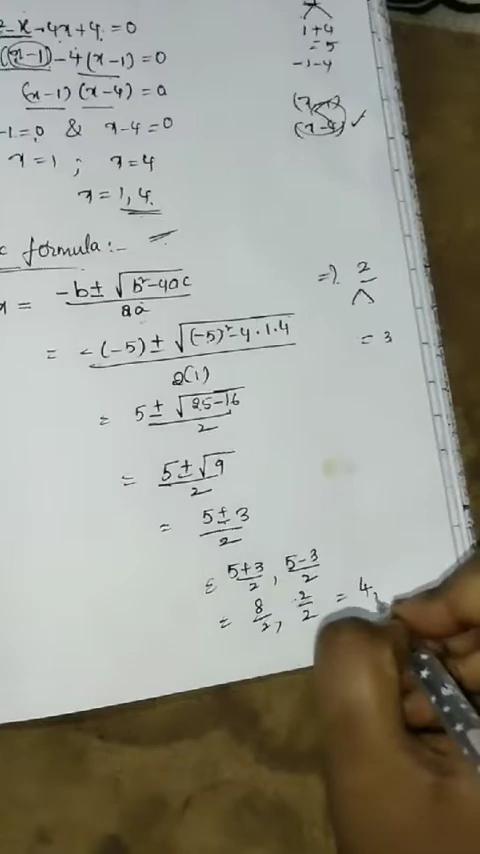 -x-4x+4=0
(x-1)-4(x-1)=0
(x-1)(x-4)=0
-1=0 & x-4=0
x=1 ; x=4
x=1,4.
1+4
=5
-1-4
(x-4) ✓
c formula:-
x = -b±√b²-4ac / 2a
= -(-5)±√(-5)²-4·1·4 / 2(1)
= 5±√25-16 / 2
= 5±√9 / 2
= 5±3 / 2
= 5+3/2, 5-3/2
= 8/2, 2/2 = 4,
=> 2
= 3